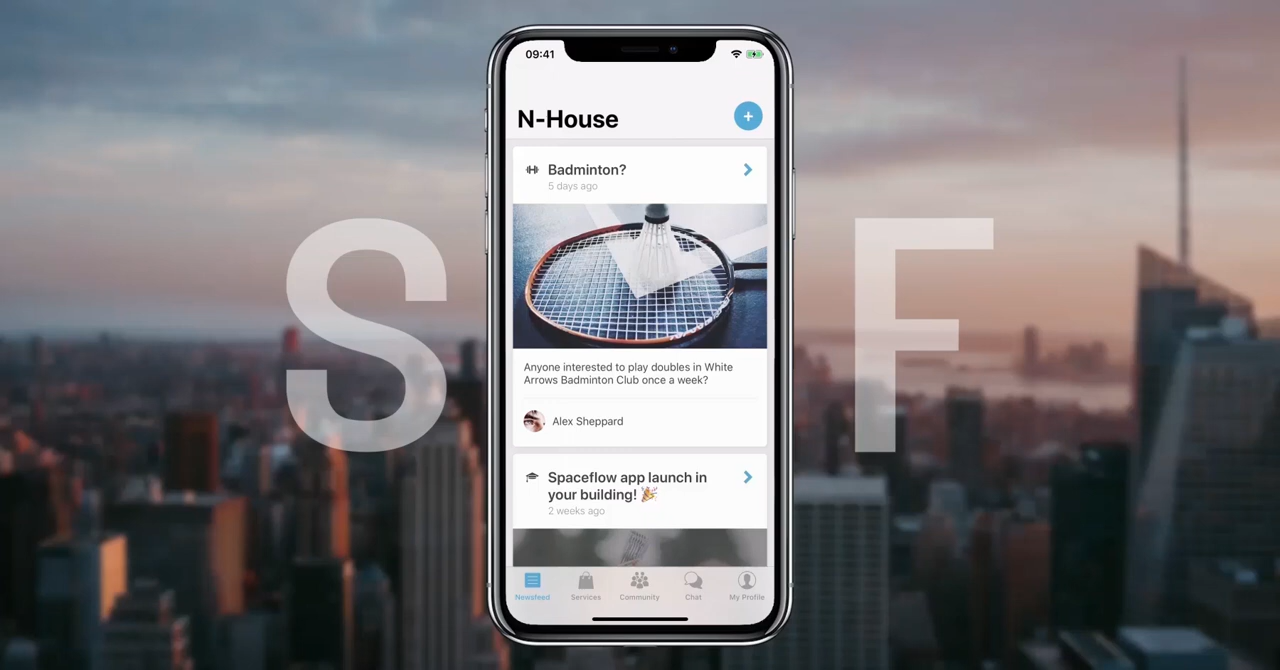 09:41
N-House
+
Badminton?
5 days ago
Anyone interested to play doubles in White
Arrows Badminton Club once a week?
Alex Sheppard
Spaceflow app launch in
your building! 🎉
2 weeks ago
Newsfeed
Services
Community
Chat
My Profile
S F